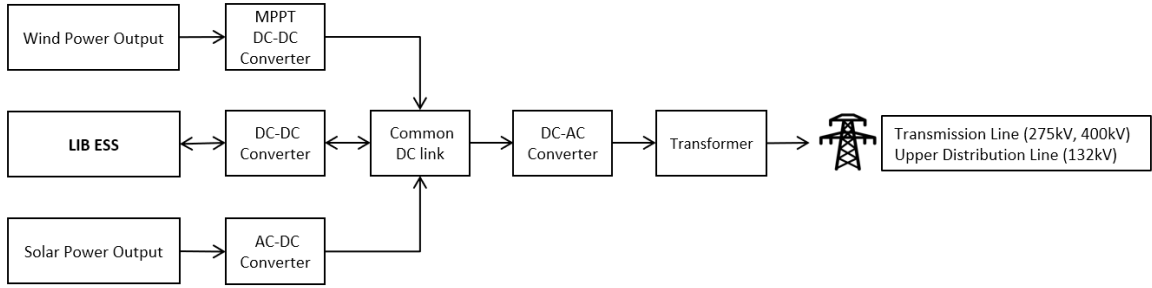 Wind Power Output
MPPT
DC-DC
Converter
LIB ESS
DC-DC
Converter
Common
DC link
DC-AC
Converter
Transformer
Transmission Line (275kV, 400kV)
Upper Distribution Line (132kV)
Solar Power Output
AC-DC
Converter